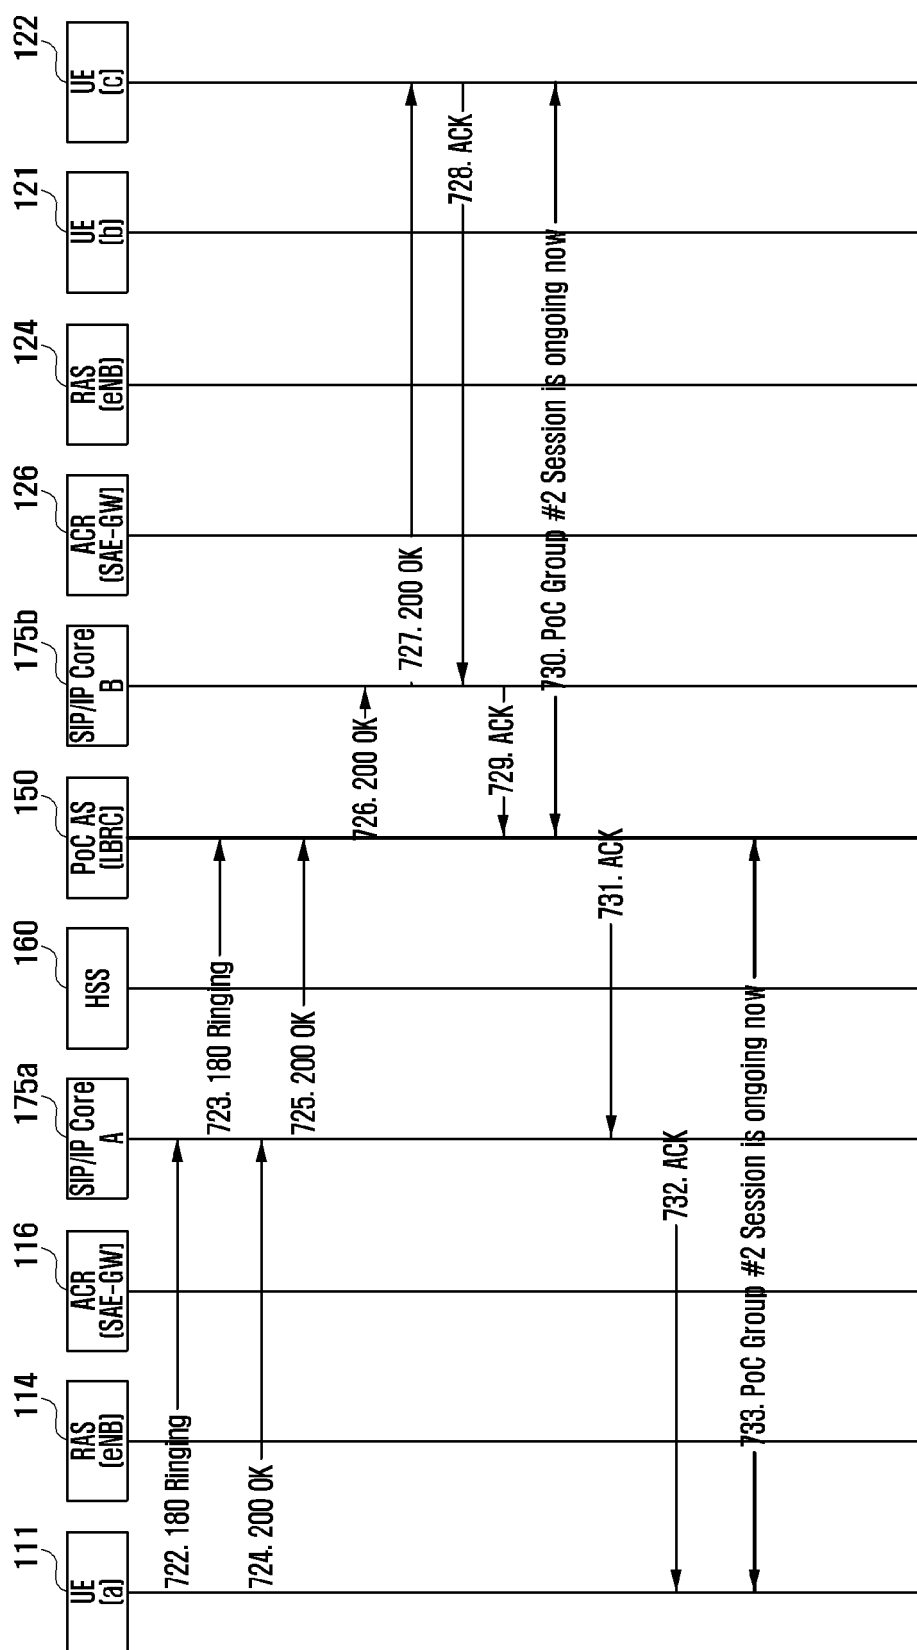 111
UE
(a)
114
RAS
(eNB)
116
ACR
(SAE-GW)
175a
SIP/IP Core
A
160
HSS
150
PoC AS
(LBRC)
175b
SIP/IP Core
B
126
ACR
(SAE-GW)
124
RAS
(eNB)
121
UE
(b)
122
UE
(c)
722. 180 Ringing
723. 180 Ringing
724. 200 OK
725. 200 OK
726. 200 OK
727. 200 OK
728. ACK
729. ACK
730. PoC Group #2 Session is ongoing now
731. ACK
732. ACK
733. PoC Group #2 Session is ongoing now